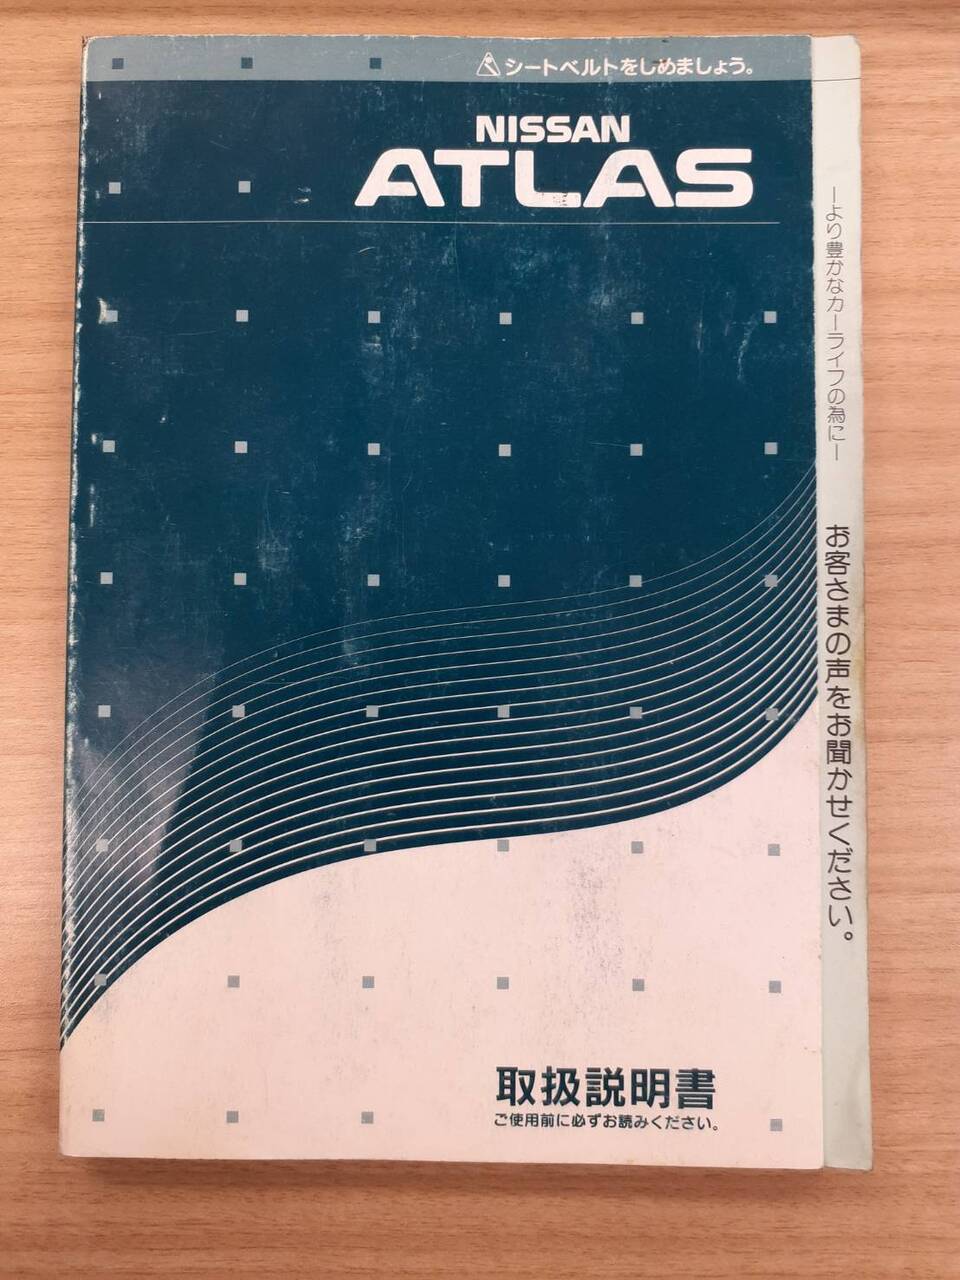 シートベルトをしめましょう。
NISSAN
ATLAS
取扱説明書
ご使用前に必ずお読みください。
―より豊かなカーライフの為に―
お客さまの声をお聞かせください。